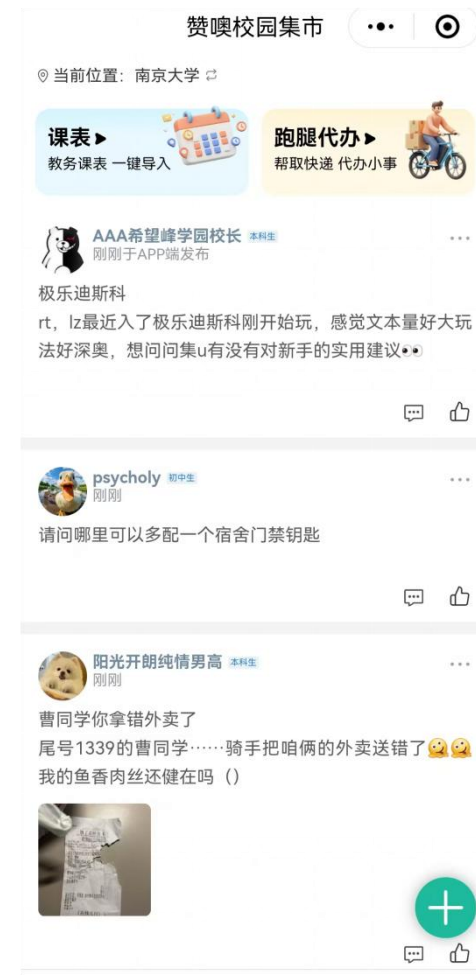 赞噢校园集市
当前位置：南京大学
课表
教务课表 一键导入
跑腿代办
帮取快递 代办小事
AAA希望峰学园校长 本科生
刚刚于APP端发布
极乐迪斯科
rt，lz最近入了极乐迪斯科刚开始玩，感觉文本量好大玩
法好深奥，想问问集u有没有对新手的实用建议👀
psycholy 初中生
刚刚
请问哪里可以多配一个宿舍门禁钥匙
阳光开朗纯情男高 本科生
刚刚
曹同学你拿错外卖了
尾号1339的曹同学……骑手把咱俩的外卖送错了🫠🫠
我的鱼香肉丝还健在吗（）